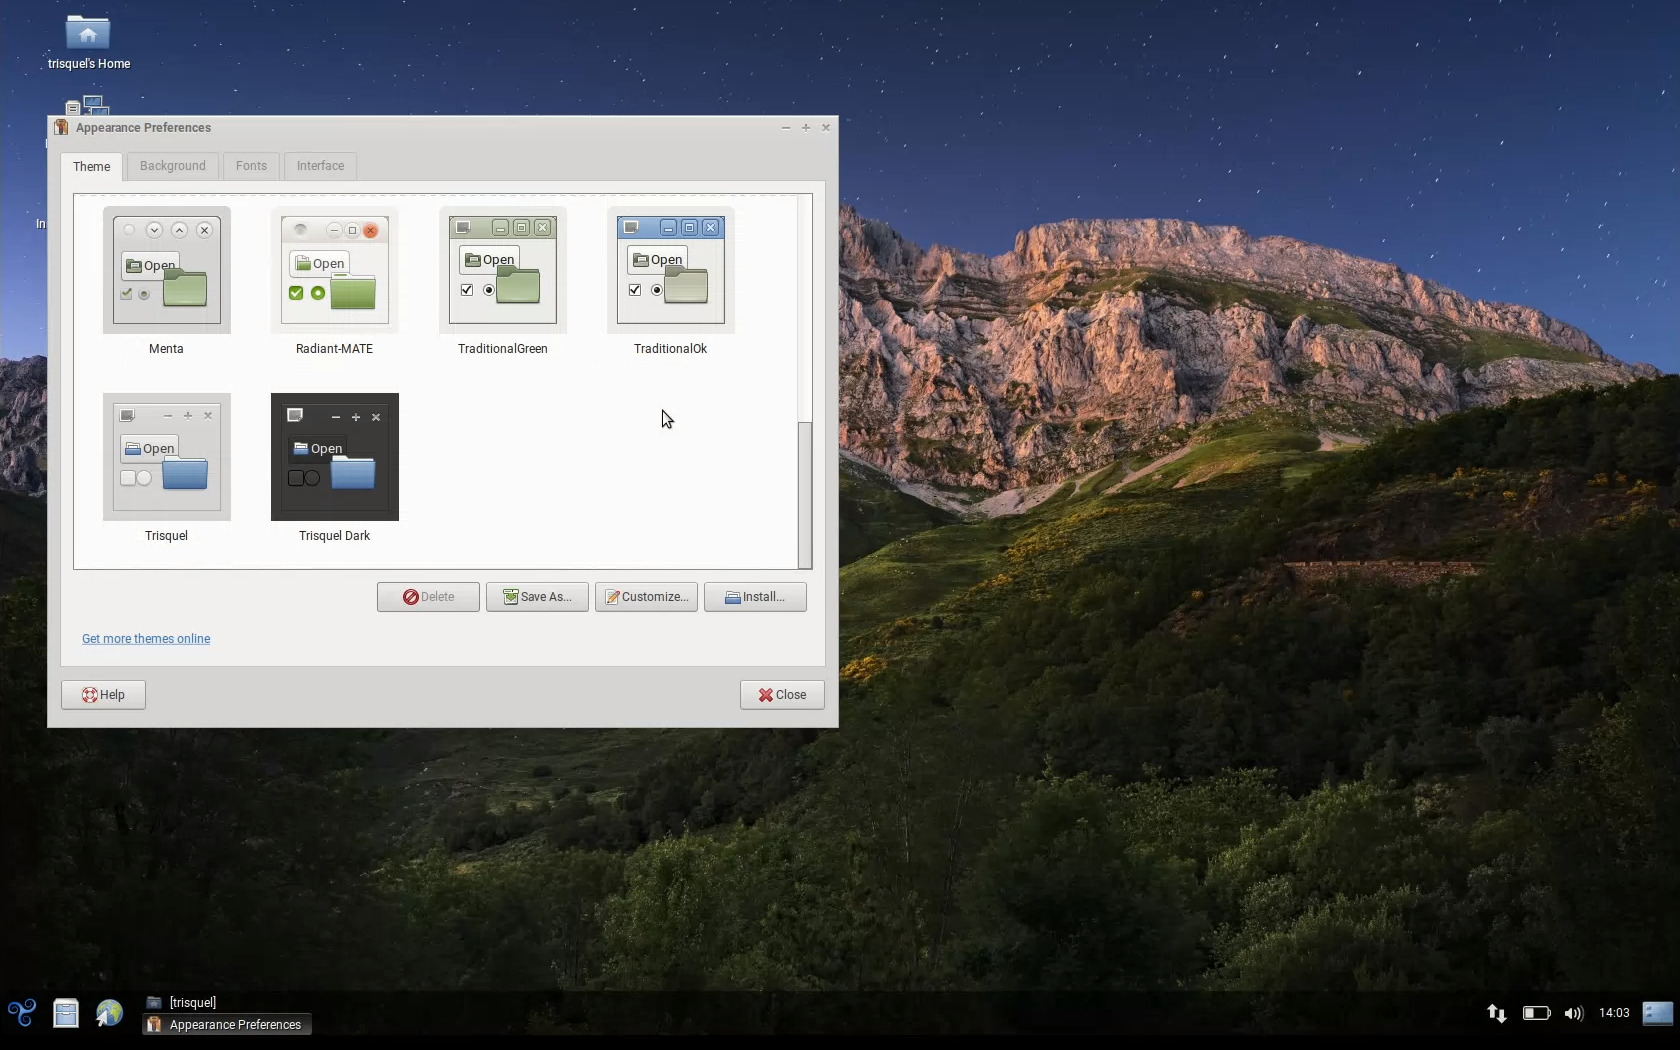 trisquel's Home
In
Appearance Preferences
Theme
Background
Fonts
Interface
Open
Open
Open
Open
Menta
Radiant-MATE
TraditionalGreen
TraditionalOk
Open
Open
Trisquel
Trisquel Dark
Delete
Save As...
Customize...
Install...
Get more themes online
Help
Close
[trisquel]
Appearance Preferences
14:03